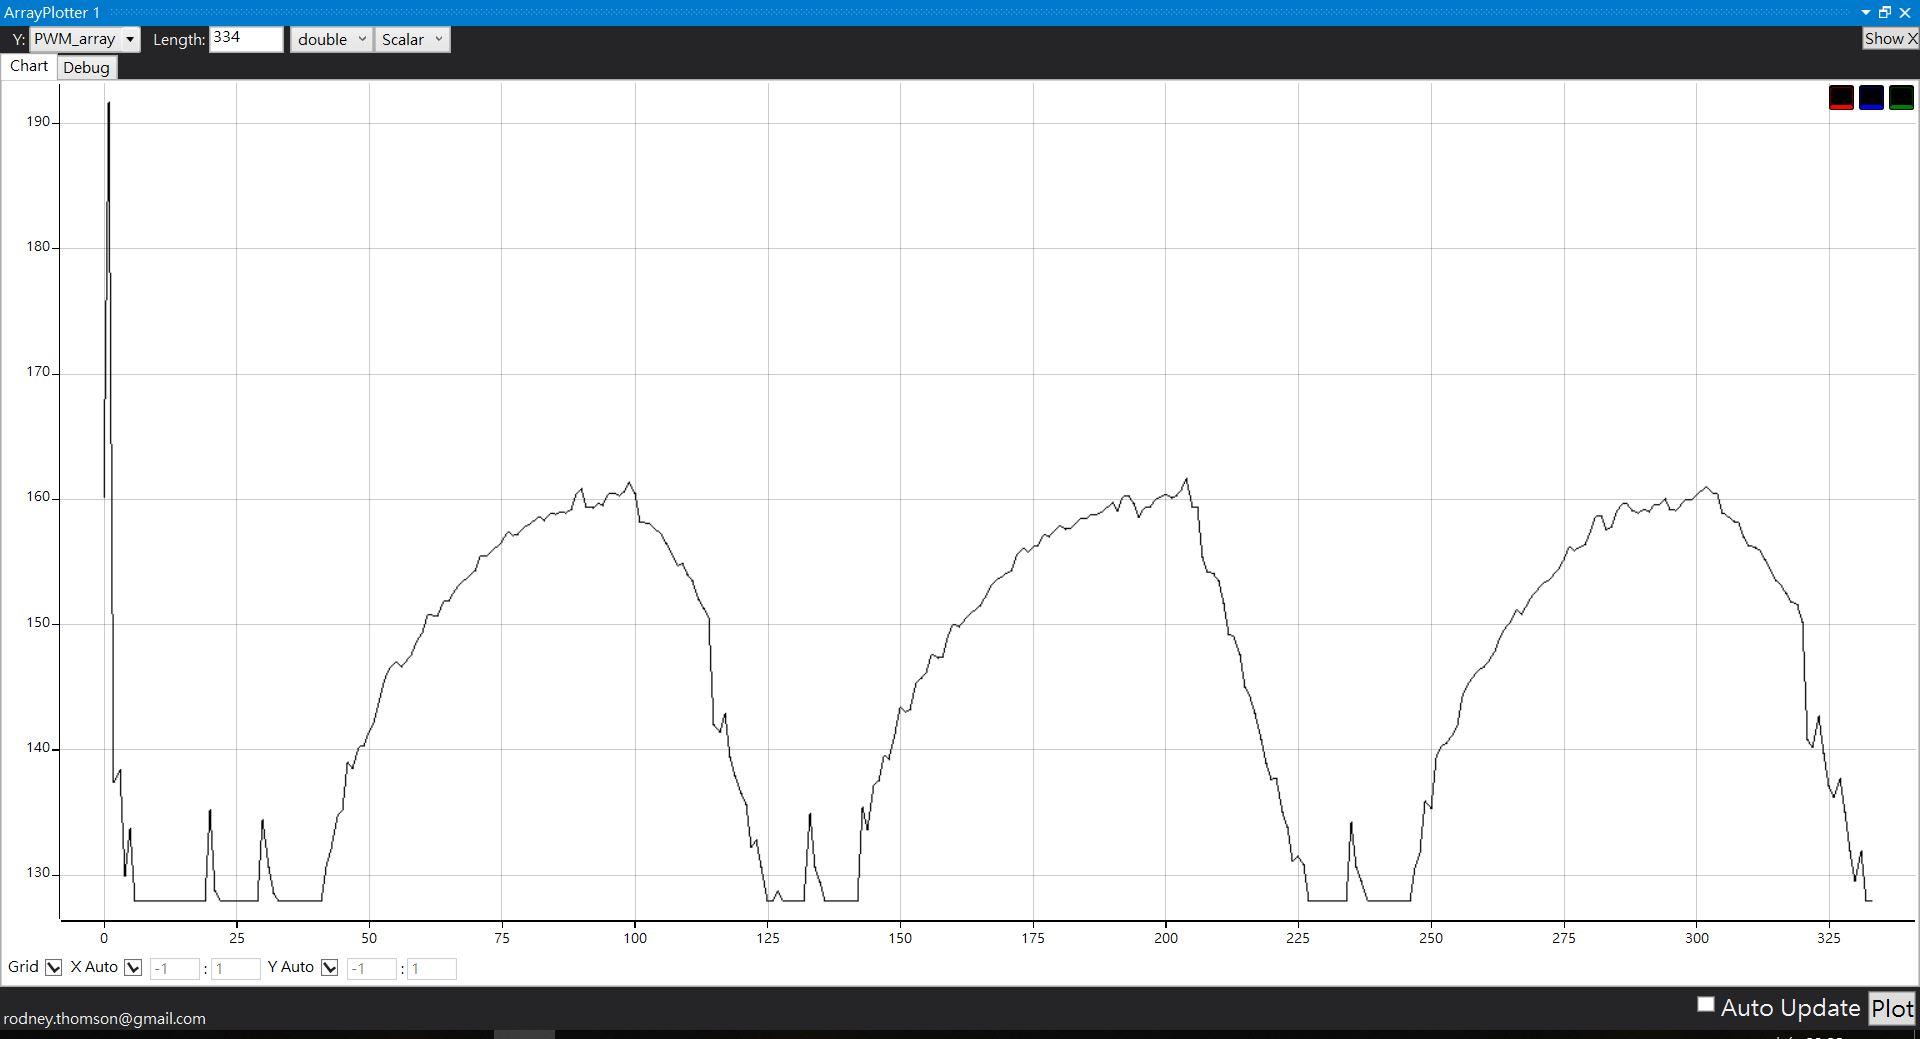 ArrayPlotter 1
Y: PWM_array Length: 334 double Scalar Show X
Chart Debug
190
180
170
160
150
140
130
0 25 50 75 100 125 150 175 200 225 250 275 300 325
Grid X Auto -1 : 1 Y Auto -1 : 1
Auto Update Plot
rodney.thomson@gmail.com